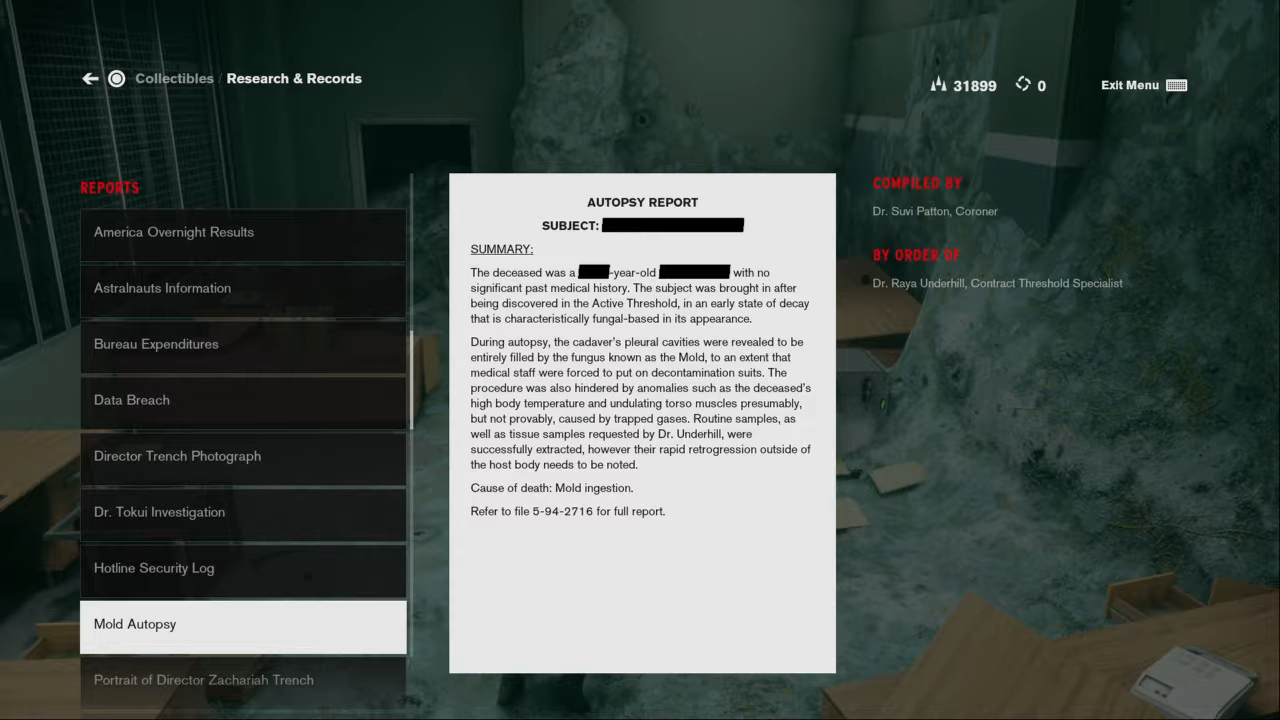 Collectibles / Research & Records
31899
0
Exit Menu
REPORTS
America Overnight Results
Astralnauts Information
Bureau Expenditures
Data Breach
Director Trench Photograph
Dr. Tokui Investigation
Hotline Security Log
Mold Autopsy
Portrait of Director Zachariah Trench
AUTOPSY REPORT
SUBJECT:
SUMMARY:
The deceased was a -year-old with no
significant past medical history. The subject was brought in after
being discovered in the Active Threshold, in an early state of decay
that is characteristically fungal-based in its appearance.
During autopsy, the cadaver's pleural cavities were revealed to be
entirely filled by the fungus known as the Mold, to an extent that
medical staff were forced to put on decontamination suits. The
procedure was also hindered by anomalies such as the deceased's
high body temperature and undulating torso muscles presumably,
but not provably, caused by trapped gases. Routine samples, as
well as tissue samples requested by Dr. Underhill, were
successfully extracted, however their rapid retrogression outside of
the host body needs to be noted.
Cause of death: Mold ingestion.
Refer to file 5-94-2716 for full report.
COMPILED BY
Dr. Suvi Patton, Coroner
BY ORDER OF
Dr. Raya Underhill, Contract Threshold Specialist